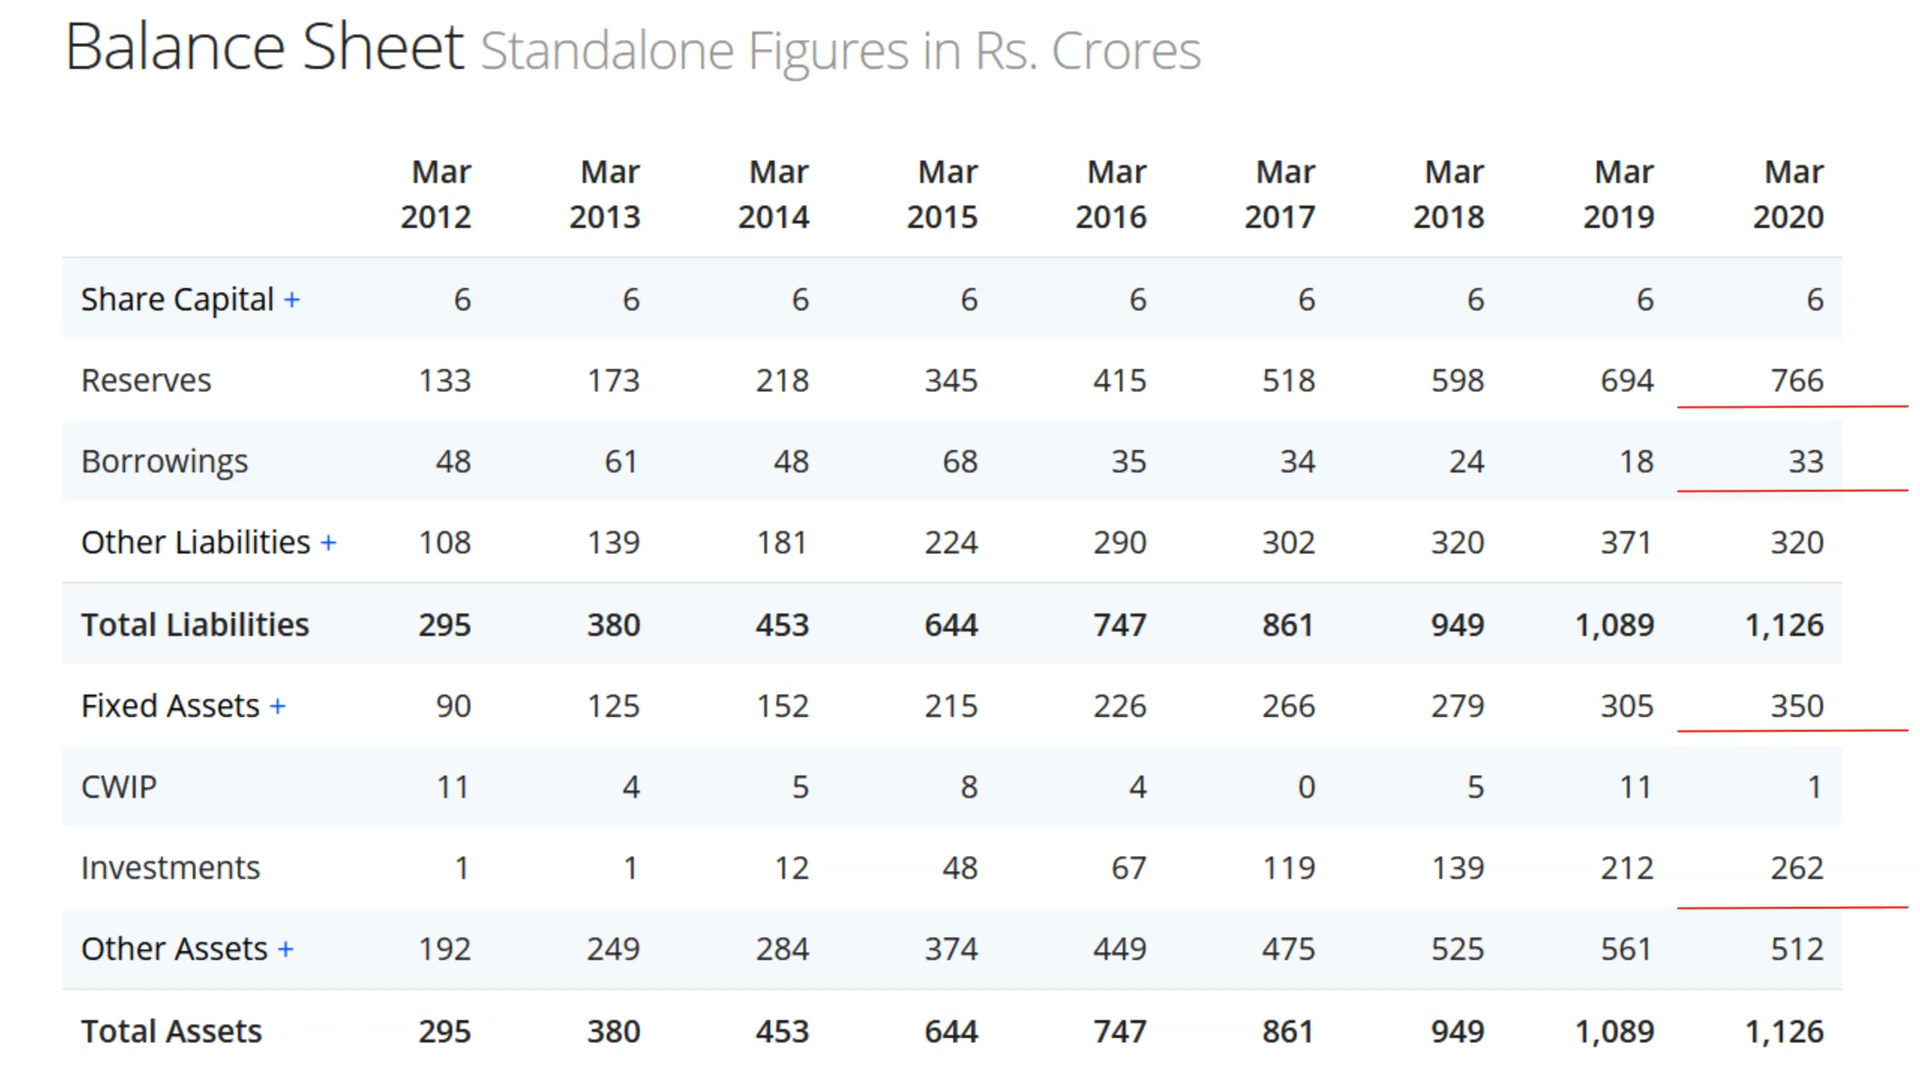 Balance Sheet Standalone Figures in Rs. Crores
Mar Mar Mar Mar Mar Mar Mar Mar Mar
2012 2013 2014 2015 2016 2017 2018 2019 2020
Share Capital + 6 6 6 6 6 6 6 6 6
Reserves 133 173 218 345 415 518 598 694 766
Borrowings 48 61 48 68 35 34 24 18 33
Other Liabilities + 108 139 181 224 290 302 320 371 320
Total Liabilities 295 380 453 644 747 861 949 1,089 1,126
Fixed Assets + 90 125 152 215 226 266 279 305 350
CWIP 11 4 5 8 4 0 5 11 1
Investments 1 1 12 48 67 119 139 212 262
Other Assets + 192 249 284 374 449 475 525 561 512
Total Assets 295 380 453 644 747 861 949 1,089 1,126